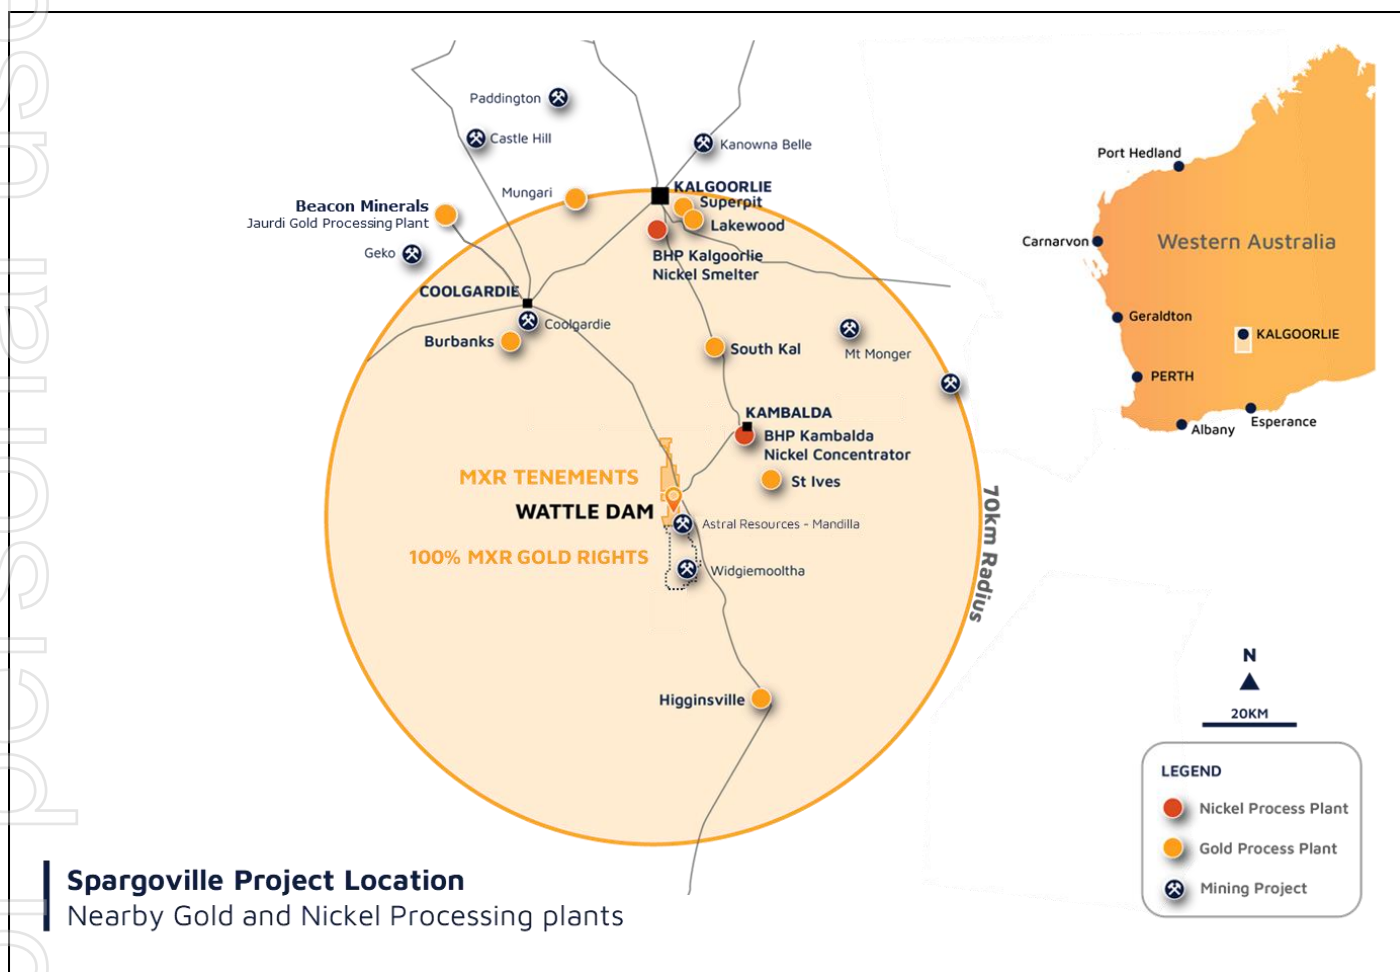 Paddington
Castle Hill
Kanowna Belle
Mungari
KALGOORLIE
Superpit
Lakewood
Beacon Minerals
Jaurdi Gold Processing Plant
Geko
BHP Kalgoorlie
Nickel Smelter
COOLGARDIE
Coolgardie
Burbanks
South Kal
Mt Monger
KAMBALDA
BHP Kambalda
Nickel Concentrator
St Ives
MXR TENEMENTS
WATTLE DAM
Astral Resources - Mandilla
100% MXR GOLD RIGHTS
Widgiemooltha
Higginsville
70km Radius
Port Hedland
Carnarvon
Western Australia
Geraldton
KALGOORLIE
PERTH
Albany
Esperance
N
20KM
LEGEND
Nickel Process Plant
Gold Process Plant
Mining Project
Spargoville Project Location
Nearby Gold and Nickel Processing plants
personal use